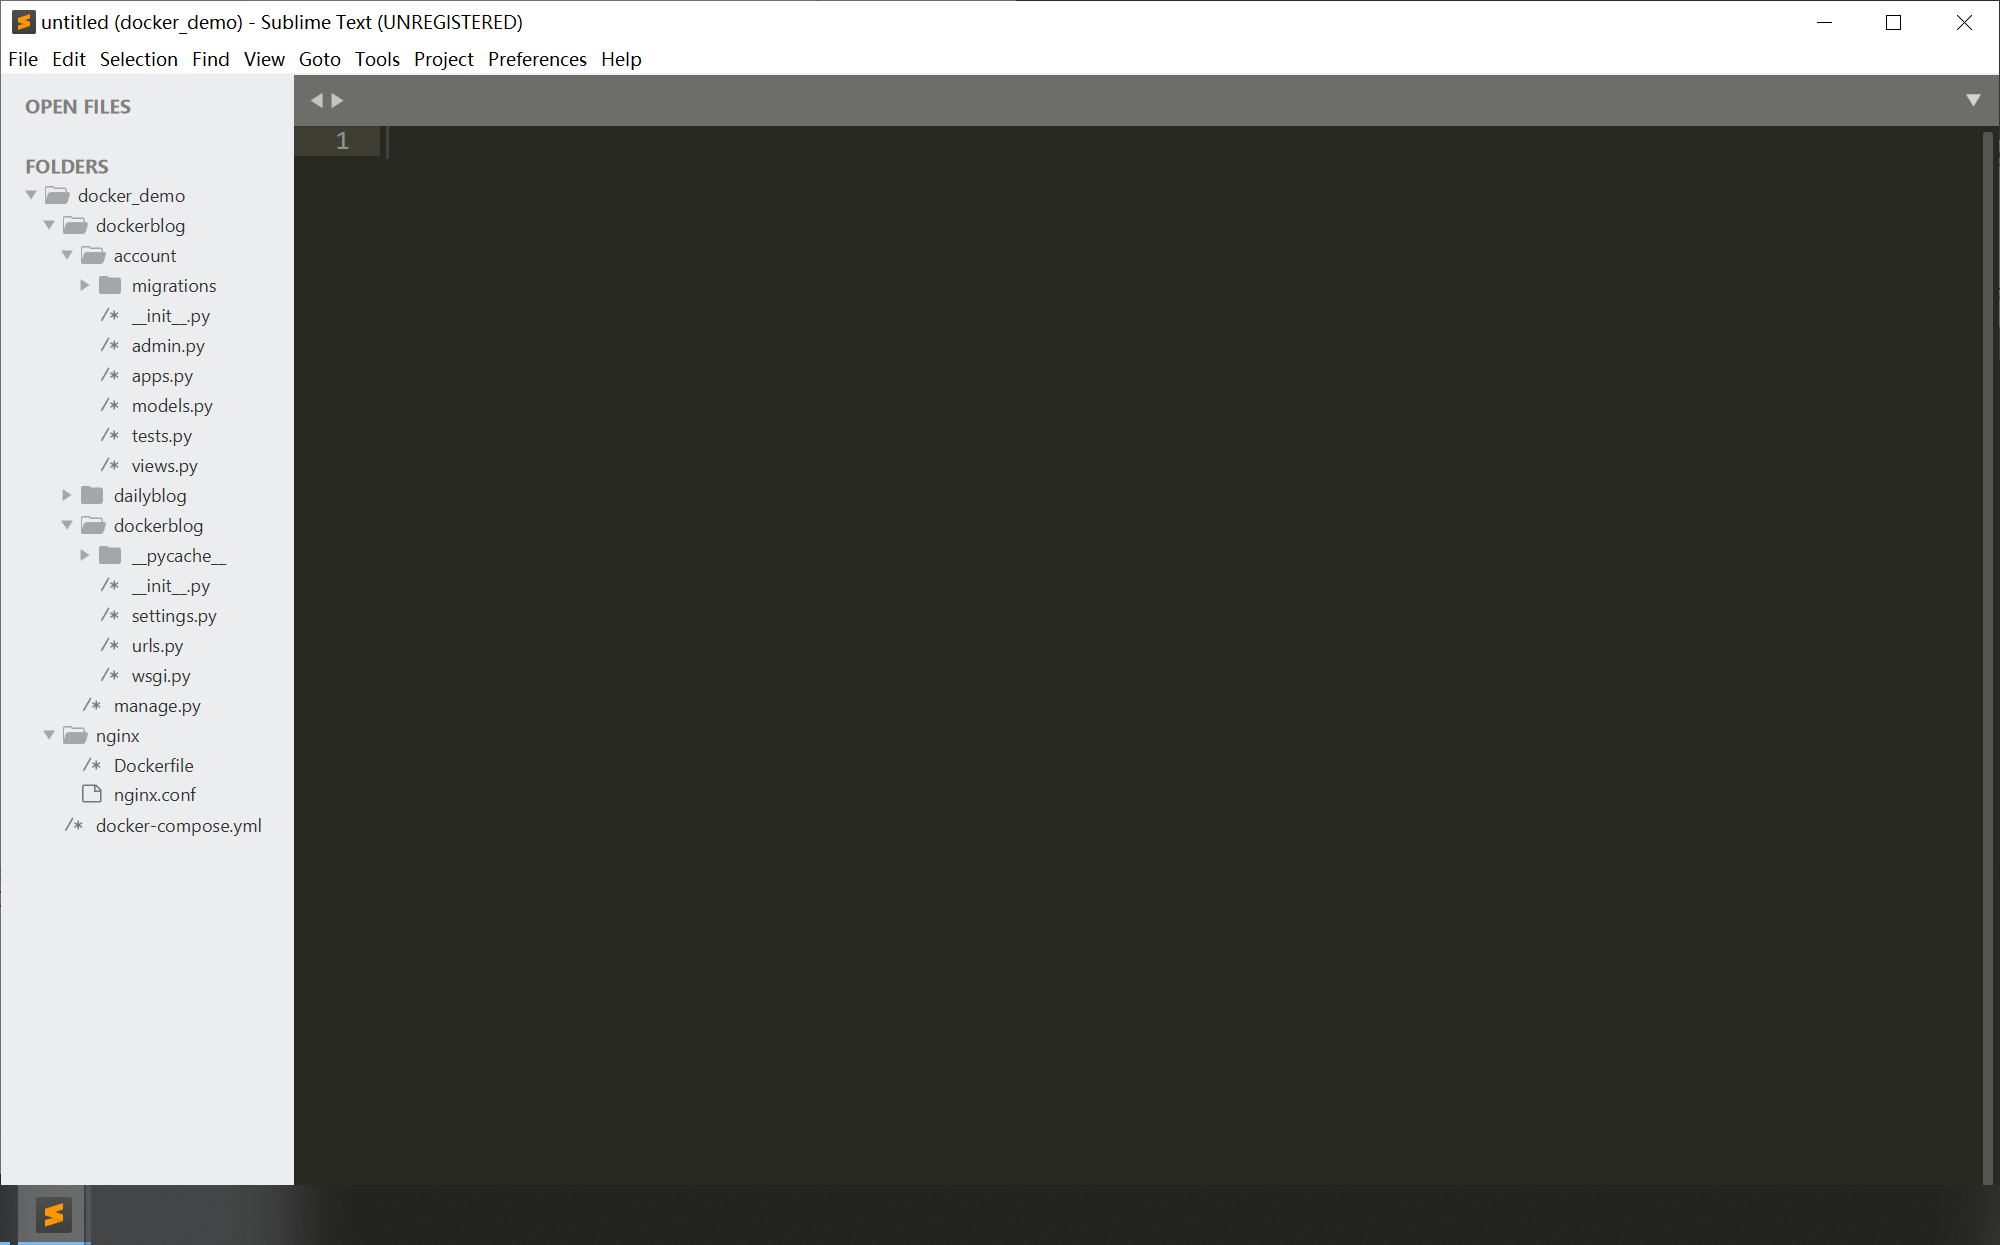 untitled (docker_demo) - Sublime Text (UNREGISTERED)
File Edit Selection Find View Goto Tools Project Preferences Help
OPEN FILES
FOLDERS
docker_demo
dockerblog
account
migrations
/* __init__.py
/* admin.py
/* apps.py
/* models.py
/* tests.py
/* views.py
dailyblog
dockerblog
__pycache__
/* __init__.py
/* settings.py
/* urls.py
/* wsgi.py
/* manage.py
nginx
/* Dockerfile
nginx.conf
/* docker-compose.yml
1